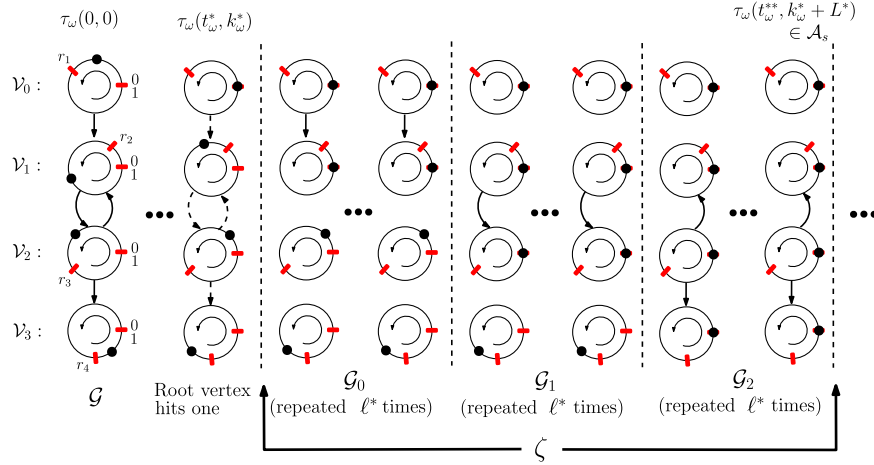 τ_ω(0, 0)
τ_ω(t*_ω, k*_ω)
τ_ω(t**_ω, k*_ω + L*)
∈ 𝒜_s
𝒱_0 :
r_1
0
1
𝒱_1 :
r_2
0
1
𝒱_2 :
r_3
0
1
𝒱_3 :
r_4
0
1
𝒢
Root vertex
hits one
𝒢_0
(repeated ℓ* times)
𝒢_1
(repeated ℓ* times)
𝒢_2
(repeated ℓ* times)
ζ